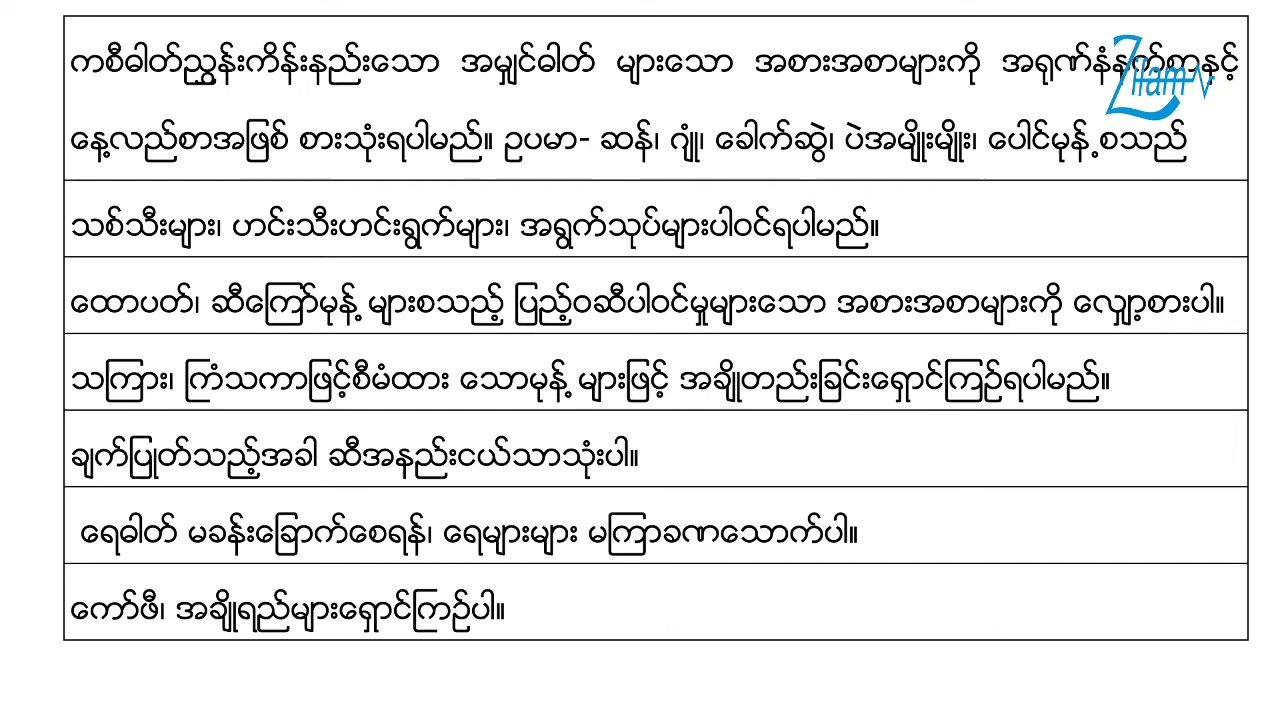 ကစီဓါတ်ညွှန်းကိန်းနည်းသော အမျှင်ဓါတ် များသော အစားအစာများကို အရုဏ်နံနက်စာနှင့်
Zifam
နေ့လည်စာအဖြစ် စားသုံးရပါမည်။ ဥပမာ- ဆန်၊ ဂျုံ၊ ခေါက်ဆွဲ၊ ပဲအမျိုးမျိုး၊ ပေါင်မုန့်စသည်
သစ်သီးများ၊ ဟင်းသီးဟင်းရွက်များ၊ အရွက်သုပ်များပါဝင်ရပါမည်။
ထောပတ်၊ ဆီကြော်မုန့် များစသည့် ပြည့်ဝဆီပါဝင်မှုများသော အစားအစာများကို လျှော့စားပါ။
သကြား၊ ကြံသကာဖြင့်စီမံထား သောမုန့် များဖြင့် အချိုတည်းခြင်းရှောင်ကြဉ်ရပါမည်။
ချက်ပြုတ်သည့်အခါ ဆီအနည်းငယ်သာသုံးပါ။
ရေဓါတ် မခန်းခြောက်စေရန်၊ ရေများများ မကြာခဏသောက်ပါ။
ကော်ဖီ၊ အချိုရည်များရှောင်ကြဉ်ပါ။